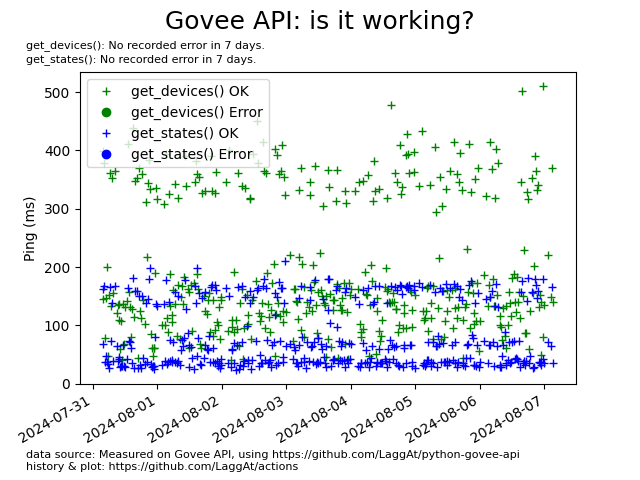 Govee API: is it working?
get_devices(): No recorded error in 7 days.
get_states(): No recorded error in 7 days.
get_devices() OK
get_devices() Error
get_states() OK
get_states() Error
Ping (ms)
500
400
300
200
100
0
2024-07-31
2024-08-01
2024-08-02
2024-08-03
2024-08-04
2024-08-05
2024-08-06
2024-08-07
data source: Measured on Govee API, using https://github.com/LaggAt/python-govee-api
history & plot: https://github.com/LaggAt/actions